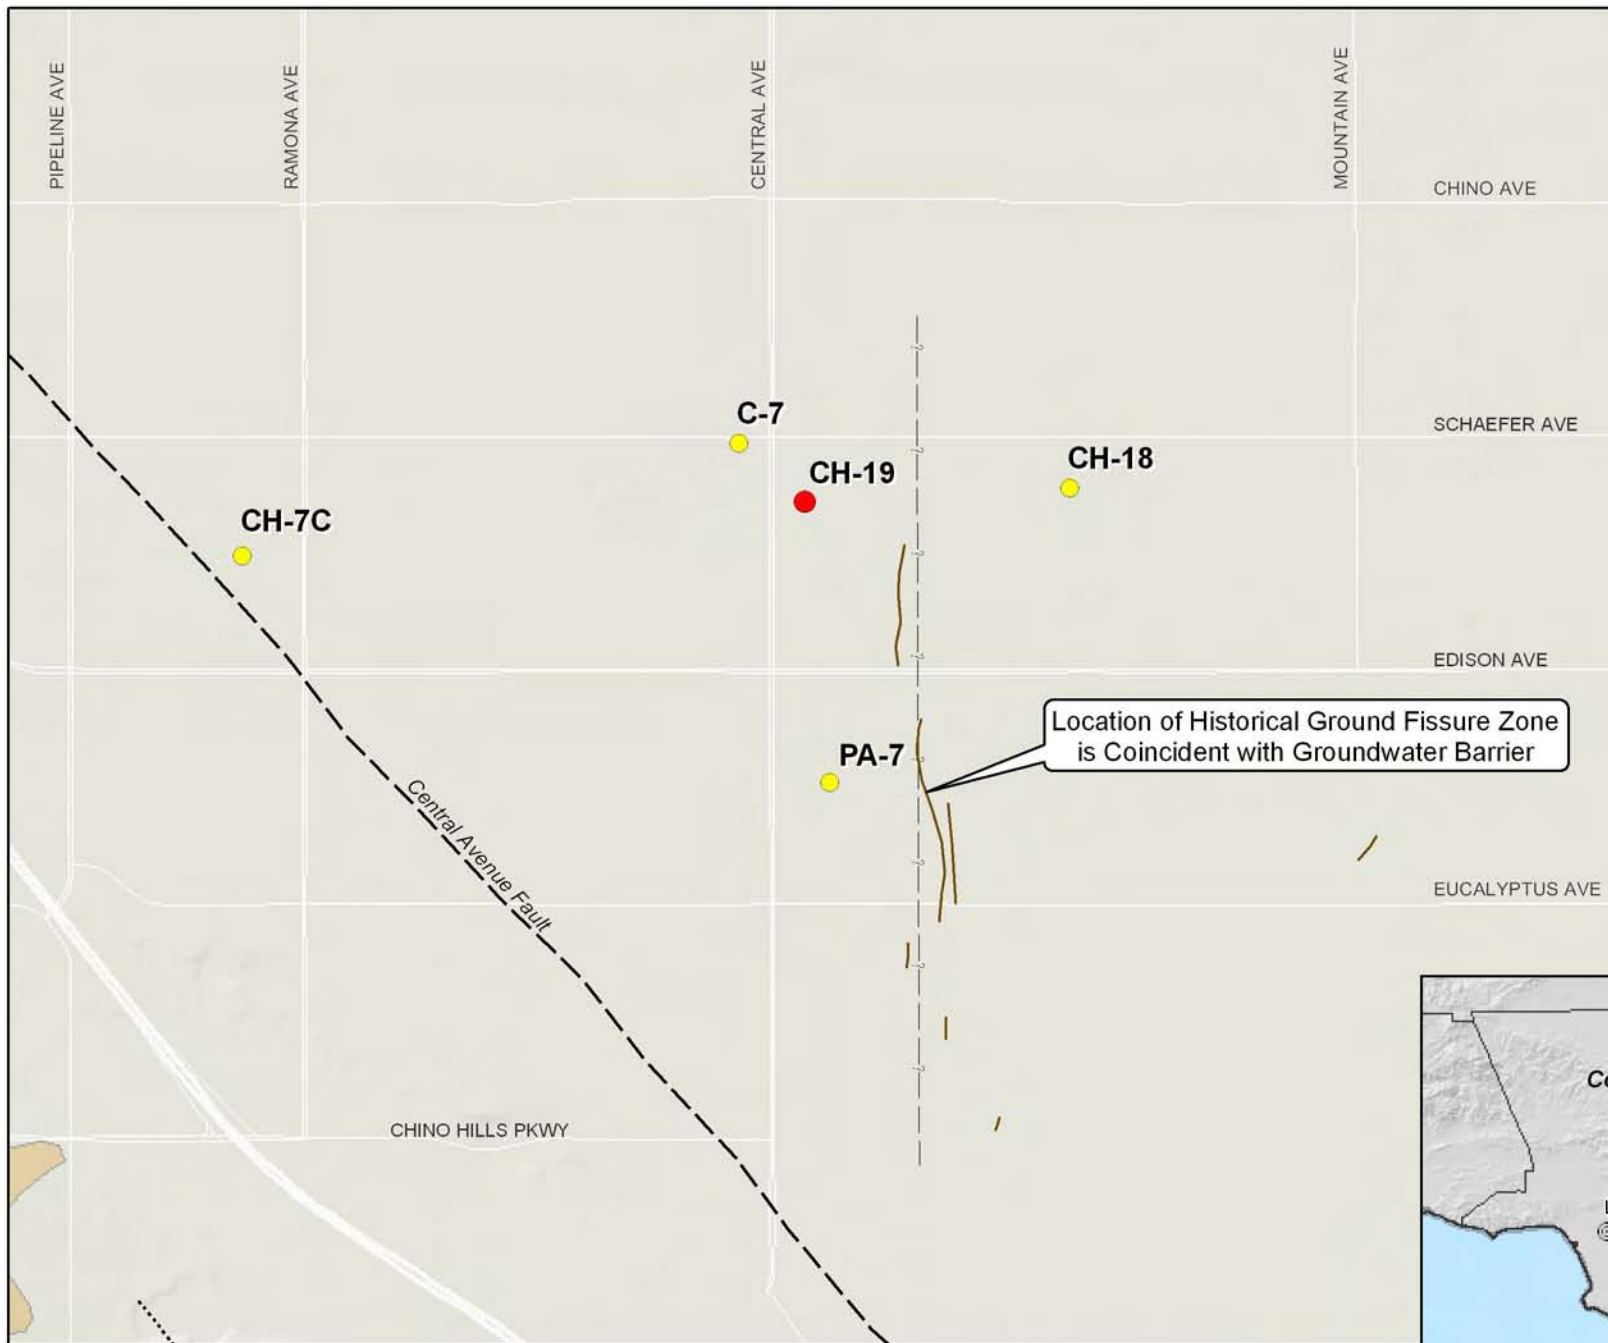 PIPELINE AVE
RAMONA AVE
CENTRAL AVE
MOUNTAIN AVE
CHINO AVE
C-7
SCHAEFER AVE
CH-19
CH-18
CH-7C
EDISON AVE
Location of Historical Ground Fissure Zone
is Coincident with Groundwater Barrier
PA-7
Central Avenue Fault
EUCALYPTUS AVE
CHINO HILLS PKWY
?
?
?
?
?
?
?
?